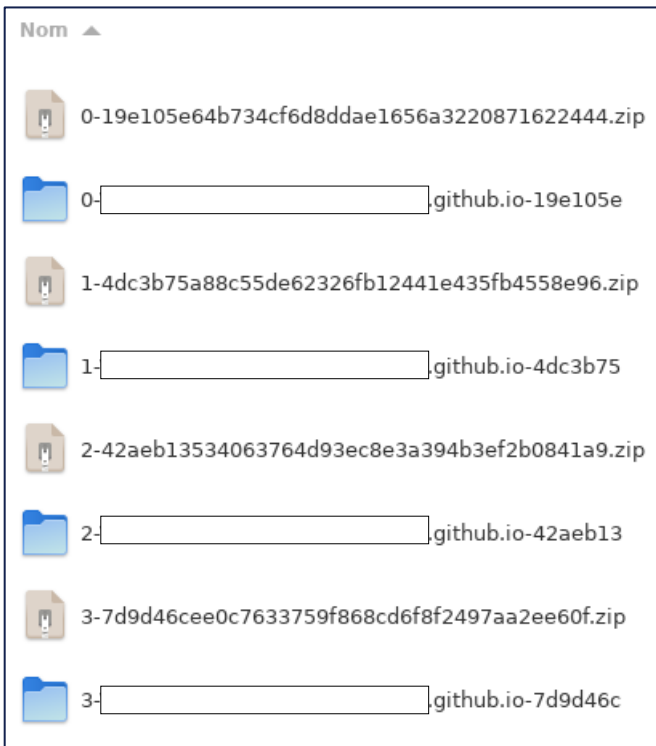 Nom
0-19e105e64b734cf6d8ddae1656a3220871622444.zip
0- .github.io-19e105e
1-4dc3b75a88c55de62326fb12441e435fb4558e96.zip
1- .github.io-4dc3b75
2-42aeb13534063764d93ec8e3a394b3ef2b0841a9.zip
2- .github.io-42aeb13
3-7d9d46cee0c7633759f868cd6f8f2497aa2ee60f.zip
3- .github.io-7d9d46c